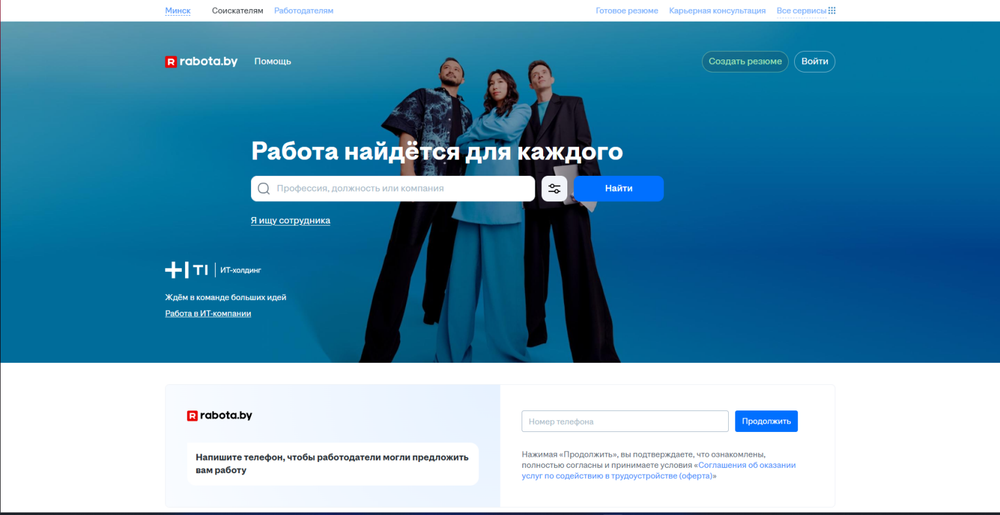 Минск Соискателям Работодателям Готовое резюме Карьерная консультация Все сервисы
rabota.by Помощь Создать резюме Войти
Работа найдётся для каждого
Профессия, должность или компания Найти
Я ищу сотрудника
ТІ ИТ-холдинг
Ждём в команде больших идей
Работа в ИТ-компании
rabota.by
Напишите телефон, чтобы работодатели могли предложить
вам работу
Номер телефона Продолжить
Нажимая «Продолжить», вы подтверждаете, что ознакомлены,
полностью согласны и принимаете условия «Соглашения об оказании
услуг по содействию в трудоустройстве (оферта)»